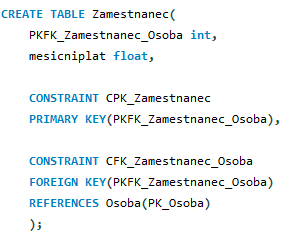 CREATE TABLE Zamestnanec(
PKFK_Zamestnanec_Osoba int,
mesicniplat float,
CONSTRAINT CPK_Zamestnanec
PRIMARY KEY(PKFK_Zamestnanec_Osoba),
CONSTRAINT CFK_Zamestnanec_Osoba
FOREIGN KEY(PKFK_Zamestnanec_Osoba)
REFERENCES Osoba(PK_Osoba)
);